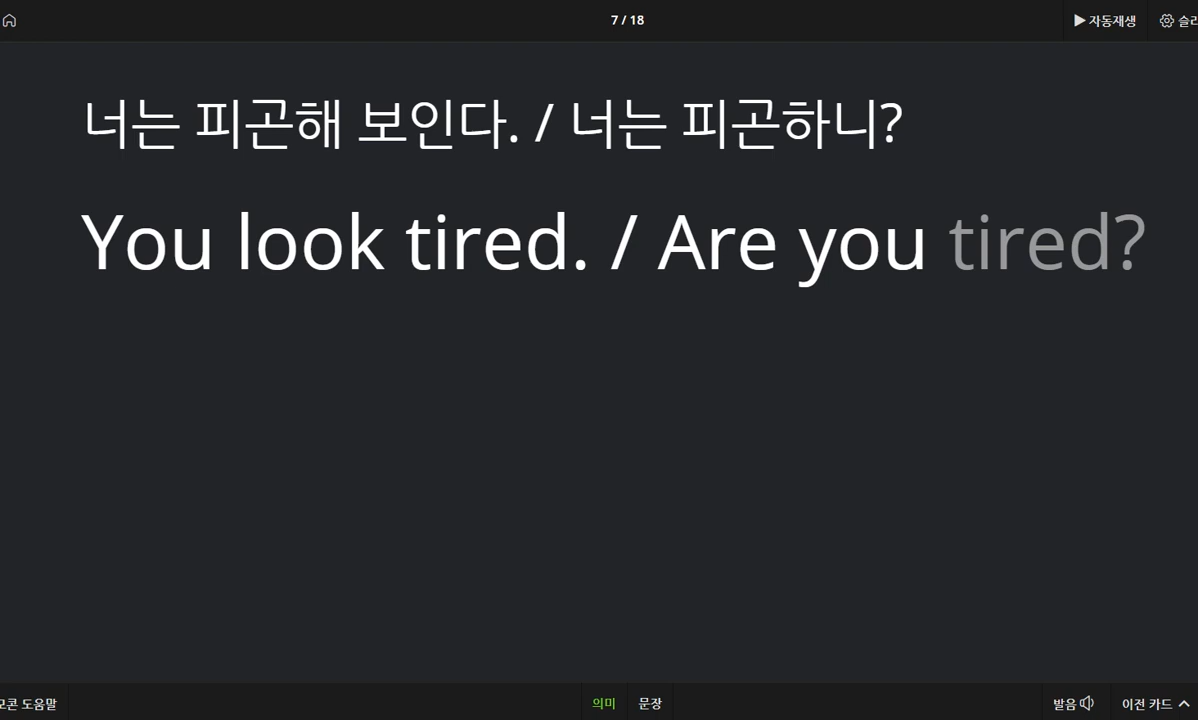 7 / 18
자동재생
너는 피곤해 보인다. / 너는 피곤하니?
You look tired. / Are you tired?
도움말
의미
문장
발음
이전 카드